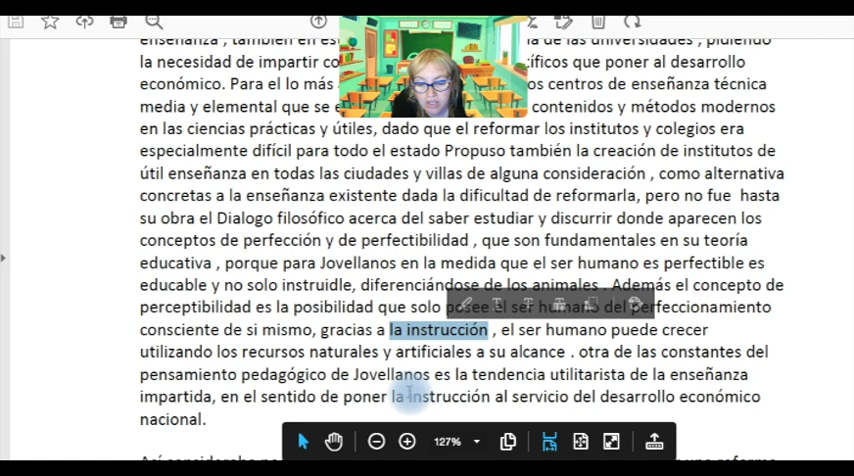 enseñanza , también en es a de las universidades , pidiendo
la necesidad de impartir co íficos que poner al desarrollo
económico. Para el lo más os centros de enseñanza técnica
media y elemental que se e contenidos y métodos modernos
en las ciencias prácticas y útiles, dado que el reformar los institutos y colegios era
especialmente difícil para todo el estado Propuso también la creación de institutos de
útil enseñanza en todas las ciudades y villas de alguna consideración , como alternativa
concretas a la enseñanza existente dada la dificultad de reformarla, pero no fue hasta
su obra el Dialogo filosófico acerca del saber estudiar y discurrir donde aparecen los
conceptos de perfección y de perfectibilidad , que son fundamentales en su teoría
educativa , porque para Jovellanos en la medida que el ser humano es perfectible es
educable y no solo instruidle, diferenciándose de los animales . Además el concepto de
perceptibilidad es la posibilidad que solo posee el ser humano del perfeccionamiento
consciente de si mismo, gracias a la instrucción , el ser humano puede crecer
utilizando los recursos naturales y artificiales a su alcance . otra de las constantes del
pensamiento pedagógico de Jovellanos es la tendencia utilitarista de la enseñanza
impartida, en el sentido de poner la instrucción al servicio del desarrollo económico
nacional.
127%